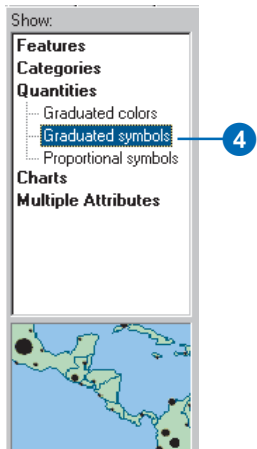 Show:
Features
Categories
Quantities
Graduated colors
Graduated symbols
4
Proportional symbols
Charts
Multiple Attributes